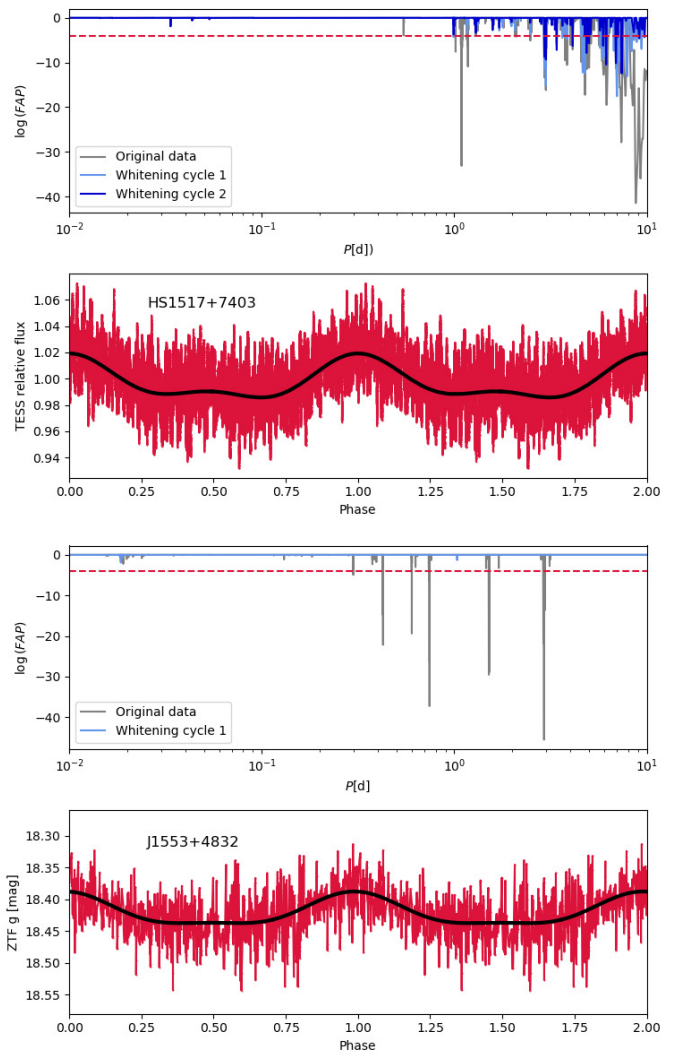 0
−10
−20
−30
−40
log(FAP)
Original data
Whitening cycle 1
Whitening cycle 2
10⁻² 10⁻¹ 10⁰ 10¹
P[d])
HS1517+7403
1.06
1.04
1.02
1.00
0.98
0.96
0.94
TESS relative flux
0.00 0.25 0.50 0.75 1.00 1.25 1.50 1.75 2.00
Phase
0
−10
−20
−30
−40
log(FAP)
Original data
Whitening cycle 1
10⁻² 10⁻¹ 10⁰ 10¹
P[d]
J1553+4832
18.30
18.35
18.40
18.45
18.50
18.55
ZTF g [mag]
0.00 0.25 0.50 0.75 1.00 1.25 1.50 1.75 2.00
Phase